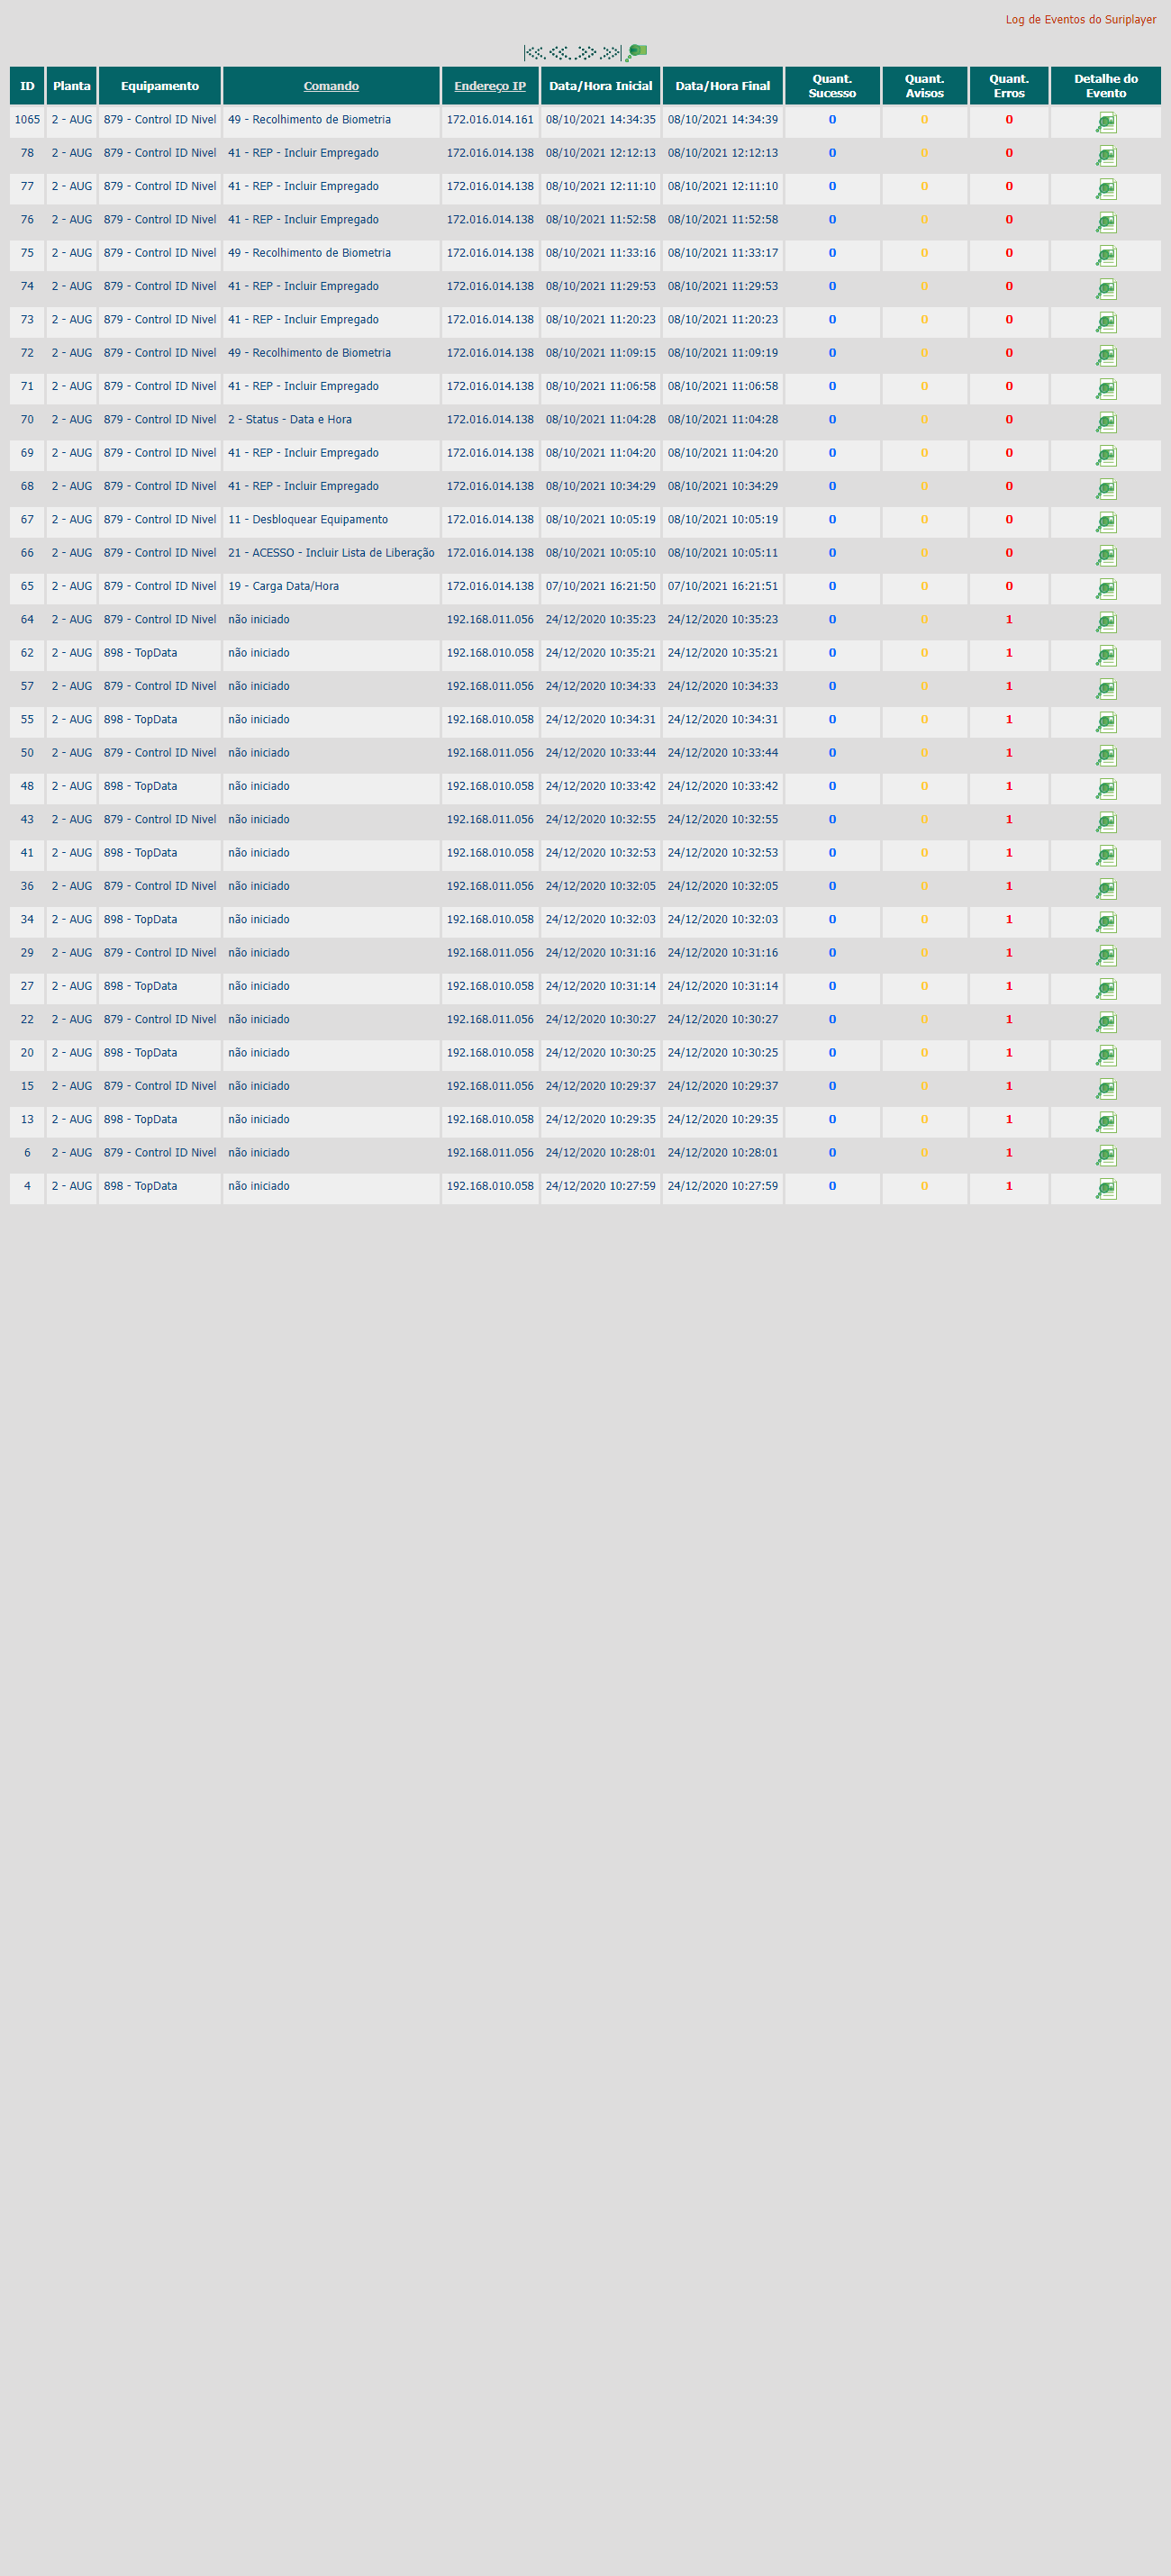 Log de Eventos do Suriplayer
ID Planta Equipamento Comando Endereço IP Data/Hora Inicial Data/Hora Final Quant. Sucesso Quant. Avisos Quant. Erros Detalhe do Evento
1065 2 - AUG 879 - Control ID Nivel 49 - Recolhimento de Biometria 172.016.014.161 08/10/2021 14:34:35 08/10/2021 14:34:39 0 0 0
78 2 - AUG 879 - Control ID Nivel 41 - REP - Incluir Empregado 172.016.014.138 08/10/2021 12:12:13 08/10/2021 12:12:13 0 0 0
77 2 - AUG 879 - Control ID Nivel 41 - REP - Incluir Empregado 172.016.014.138 08/10/2021 12:11:10 08/10/2021 12:11:10 0 0 0
76 2 - AUG 879 - Control ID Nivel 41 - REP - Incluir Empregado 172.016.014.138 08/10/2021 11:52:58 08/10/2021 11:52:58 0 0 0
75 2 - AUG 879 - Control ID Nivel 49 - Recolhimento de Biometria 172.016.014.138 08/10/2021 11:33:16 08/10/2021 11:33:17 0 0 0
74 2 - AUG 879 - Control ID Nivel 41 - REP - Incluir Empregado 172.016.014.138 08/10/2021 11:29:53 08/10/2021 11:29:53 0 0 0
73 2 - AUG 879 - Control ID Nivel 41 - REP - Incluir Empregado 172.016.014.138 08/10/2021 11:20:23 08/10/2021 11:20:23 0 0 0
72 2 - AUG 879 - Control ID Nivel 49 - Recolhimento de Biometria 172.016.014.138 08/10/2021 11:09:15 08/10/2021 11:09:19 0 0 0
71 2 - AUG 879 - Control ID Nivel 41 - REP - Incluir Empregado 172.016.014.138 08/10/2021 11:06:58 08/10/2021 11:06:58 0 0 0
70 2 - AUG 879 - Control ID Nivel 2 - Status - Data e Hora 172.016.014.138 08/10/2021 11:04:28 08/10/2021 11:04:28 0 0 0
69 2 - AUG 879 - Control ID Nivel 41 - REP - Incluir Empregado 172.016.014.138 08/10/2021 11:04:20 08/10/2021 11:04:20 0 0 0
68 2 - AUG 879 - Control ID Nivel 41 - REP - Incluir Empregado 172.016.014.138 08/10/2021 10:34:29 08/10/2021 10:34:29 0 0 0
67 2 - AUG 879 - Control ID Nivel 11 - Desbloquear Equipamento 172.016.014.138 08/10/2021 10:05:19 08/10/2021 10:05:19 0 0 0
66 2 - AUG 879 - Control ID Nivel 21 - ACESSO - Incluir Lista de Liberação 172.016.014.138 08/10/2021 10:05:10 08/10/2021 10:05:11 0 0 0
65 2 - AUG 879 - Control ID Nivel 19 - Carga Data/Hora 172.016.014.138 07/10/2021 16:21:50 07/10/2021 16:21:51 0 0 0
64 2 - AUG 879 - Control ID Nivel não iniciado 192.168.011.056 24/12/2020 10:35:23 24/12/2020 10:35:23 0 0 1
62 2 - AUG 898 - TopData não iniciado 192.168.010.058 24/12/2020 10:35:21 24/12/2020 10:35:21 0 0 1
57 2 - AUG 879 - Control ID Nivel não iniciado 192.168.011.056 24/12/2020 10:34:33 24/12/2020 10:34:33 0 0 1
55 2 - AUG 898 - TopData não iniciado 192.168.010.058 24/12/2020 10:34:31 24/12/2020 10:34:31 0 0 1
50 2 - AUG 879 - Control ID Nivel não iniciado 192.168.011.056 24/12/2020 10:33:44 24/12/2020 10:33:44 0 0 1
48 2 - AUG 898 - TopData não iniciado 192.168.010.058 24/12/2020 10:33:42 24/12/2020 10:33:42 0 0 1
43 2 - AUG 879 - Control ID Nivel não iniciado 192.168.011.056 24/12/2020 10:32:55 24/12/2020 10:32:55 0 0 1
41 2 - AUG 898 - TopData não iniciado 192.168.010.058 24/12/2020 10:32:53 24/12/2020 10:32:53 0 0 1
36 2 - AUG 879 - Control ID Nivel não iniciado 192.168.011.056 24/12/2020 10:32:05 24/12/2020 10:32:05 0 0 1
34 2 - AUG 898 - TopData não iniciado 192.168.010.058 24/12/2020 10:32:03 24/12/2020 10:32:03 0 0 1
29 2 - AUG 879 - Control ID Nivel não iniciado 192.168.011.056 24/12/2020 10:31:16 24/12/2020 10:31:16 0 0 1
27 2 - AUG 898 - TopData não iniciado 192.168.010.058 24/12/2020 10:31:14 24/12/2020 10:31:14 0 0 1
22 2 - AUG 879 - Control ID Nivel não iniciado 192.168.011.056 24/12/2020 10:30:27 24/12/2020 10:30:27 0 0 1
20 2 - AUG 898 - TopData não iniciado 192.168.010.058 24/12/2020 10:30:25 24/12/2020 10:30:25 0 0 1
15 2 - AUG 879 - Control ID Nivel não iniciado 192.168.011.056 24/12/2020 10:29:37 24/12/2020 10:29:37 0 0 1
13 2 - AUG 898 - TopData não iniciado 192.168.010.058 24/12/2020 10:29:35 24/12/2020 10:29:35 0 0 1
6 2 - AUG 879 - Control ID Nivel não iniciado 192.168.011.056 24/12/2020 10:28:01 24/12/2020 10:28:01 0 0 1
4 2 - AUG 898 - TopData não iniciado 192.168.010.058 24/12/2020 10:27:59 24/12/2020 10:27:59 0 0 1